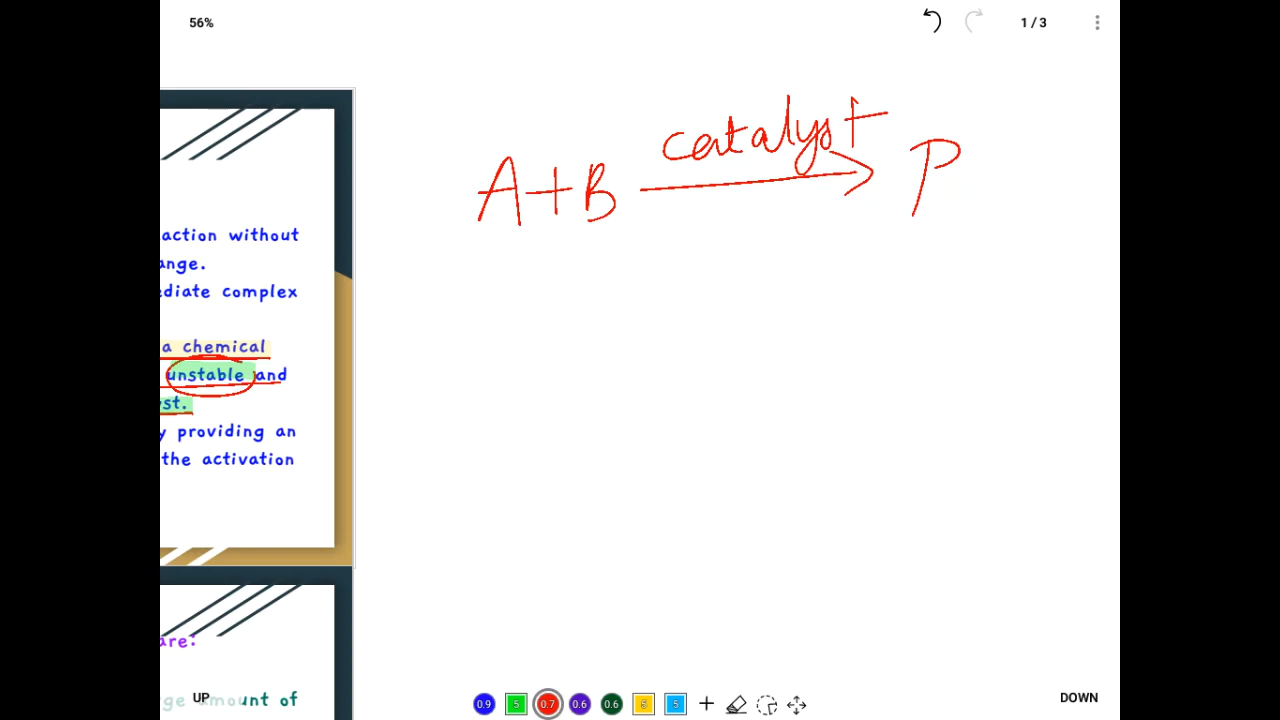 56%
1 / 3
catalyst
A+B → P
action without
ange.
ediate complex
a chemical
unstable and
st.
y providing an
the activation
are:
ge amount of
UP
DOWN
0.9 5 0.7 0.6 0.6 5 5